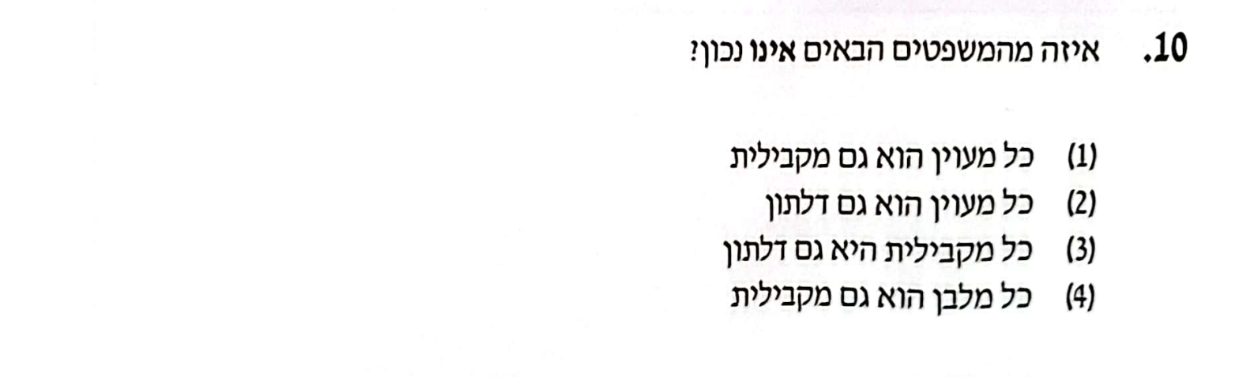 10. איזה מהמשפטים הבאים אינו נכון?
(1) כל מעוין הוא גם מקבילית
(2) כל מעוין הוא גם דלתון
(3) כל מקבילית היא גם דלתון
(4) כל מלבן הוא גם מקבילית